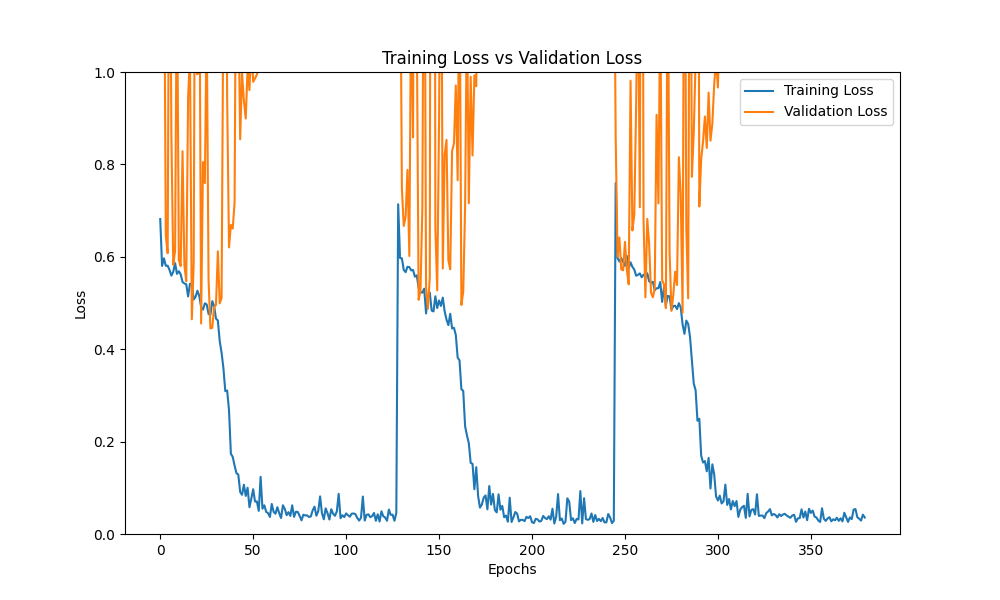 Training Loss vs Validation Loss
1.0
0.8
0.6
0.4
0.2
0.0
Loss
Training Loss
Validation Loss
0 50 100 150 200 250 300 350
Epochs